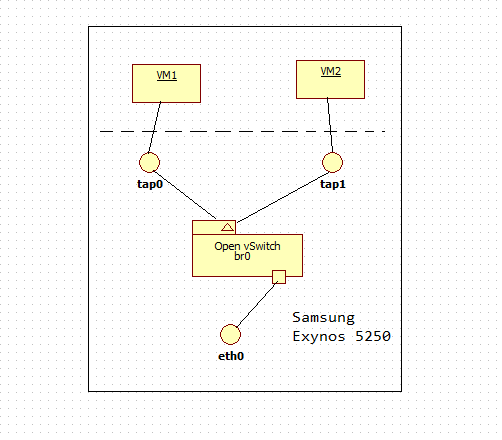 VM1
VM2
tap0
tap1
Open vSwitch
br0
Samsung
Exynos 5250
eth0